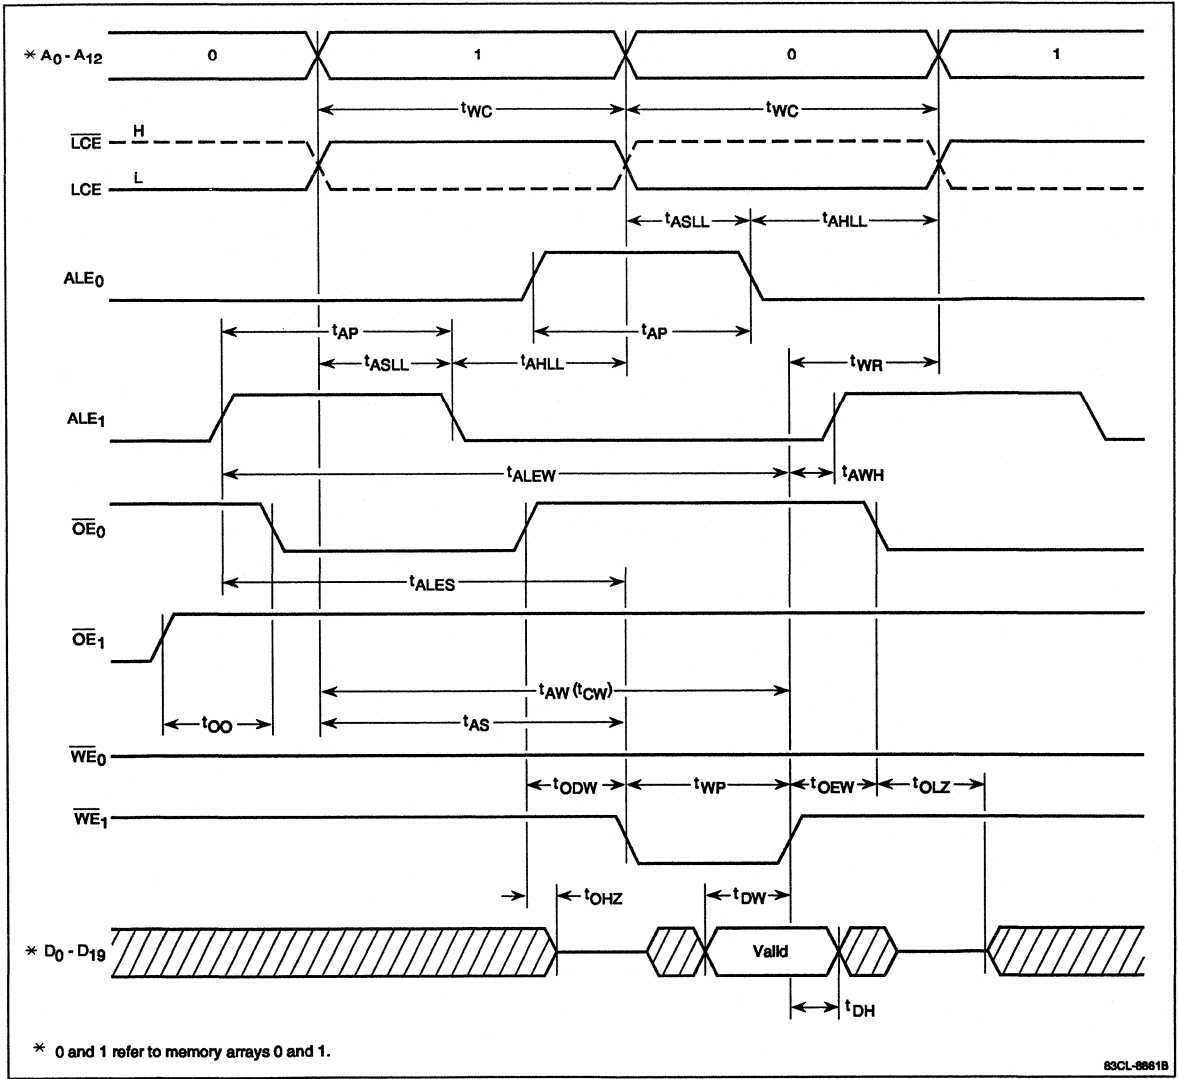 * A0 - A12 0 1 0 1
tWC tWC
LCE H
LCE L
tASLL tAHLL
ALE0
tAP tAP
tASLL tAHLL tWR
ALE1
tALEW tAWH
OE0
tALES
OE1
tAW (tCW)
tOO tAS
WE0
tODW tWP tOEW tOLZ
WE1
tOHZ tDW
* D0 - D19 Valid
tDH
* 0 and 1 refer to memory arrays 0 and 1.
83CL-8661B